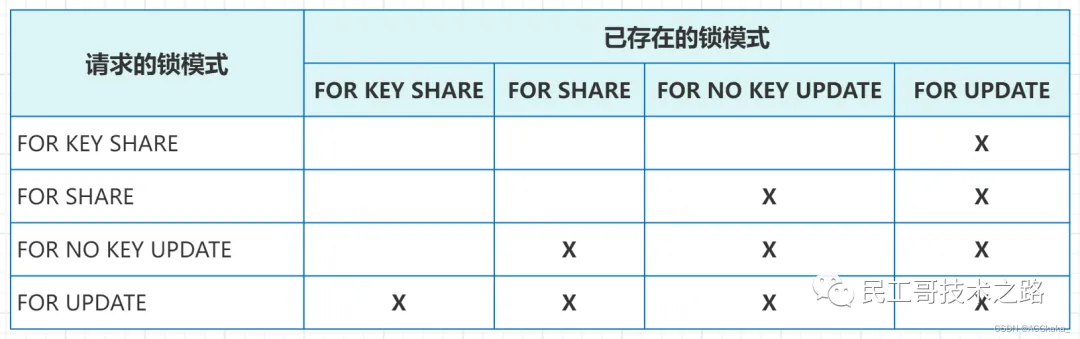 请求的锁模式 已存在的锁模式
FOR KEY SHARE FOR SHARE FOR NO KEY UPDATE FOR UPDATE
FOR KEY SHARE X
FOR SHARE X X
FOR NO KEY UPDATE X X X
FOR UPDATE X X X X
民工哥技术之路